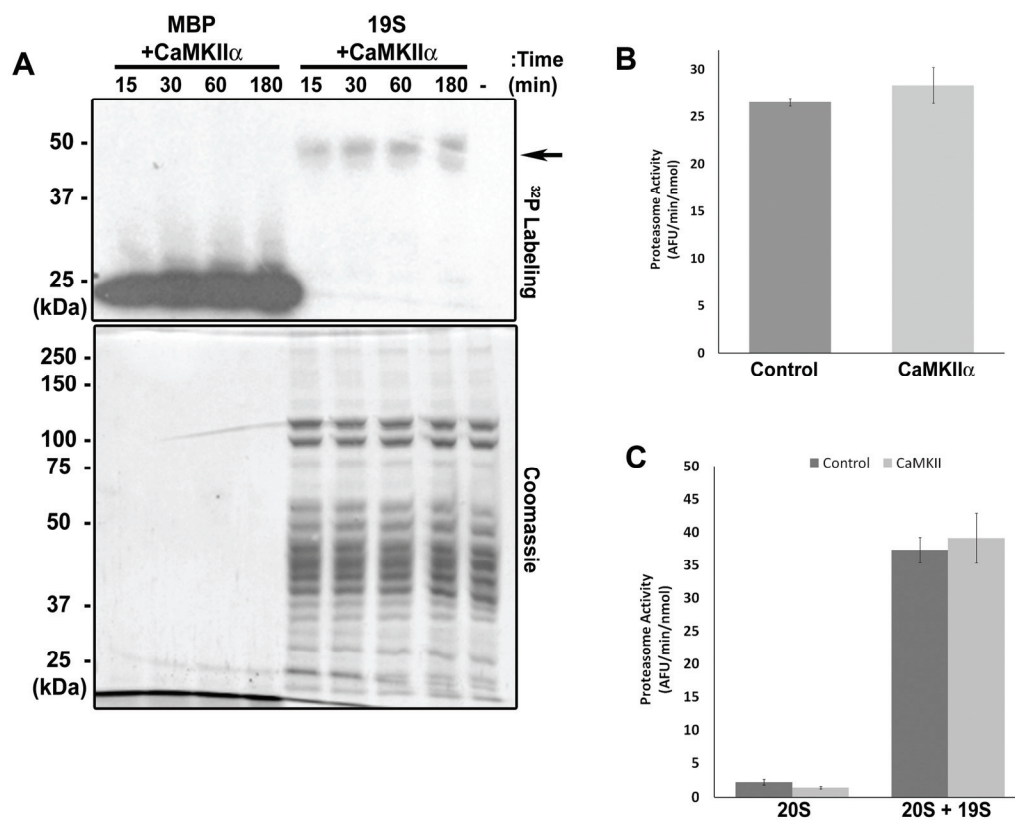 A
MBP
+CaMKIIα
19S
+CaMKIIα
:Time
(min)
15 30 60 180 15 30 60 180 -
50 -
37 -
25 -
(kDa)
³²P Labeling
250 -
150 -
100 -
75 -
50 -
37 -
25 -
(kDa)
Coomassie
B
Proteasome Activity
(AFU/min/nmol)
30
25
20
15
10
5
0
Control CaMKIIα
C
Control CaMKII
Proteasome Activity
(AFU/min/nmol)
50
45
40
35
30
25
20
15
10
5
0
20S 20S + 19S